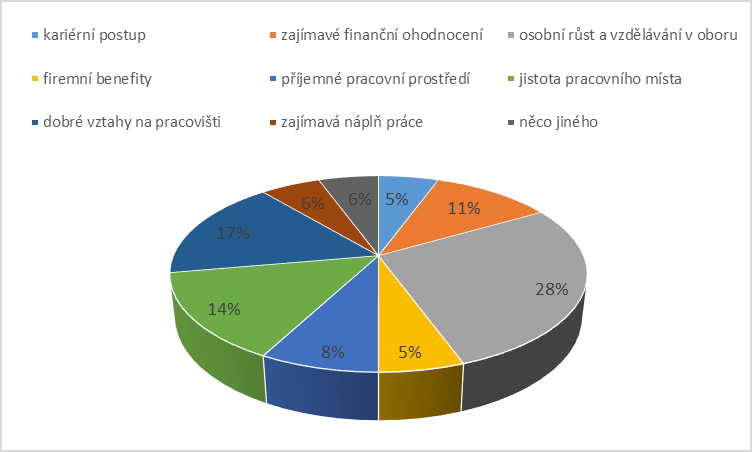 kariérní postup
zajímavé finanční ohodnocení
osobní růst a vzdělávání v oboru
firemní benefity
příjemné pracovní prostředí
jistota pracovního místa
dobré vztahy na pracovišti
zajímavá náplň práce
něco jiného
5%
11%
28%
5%
8%
14%
17%
6%
6%